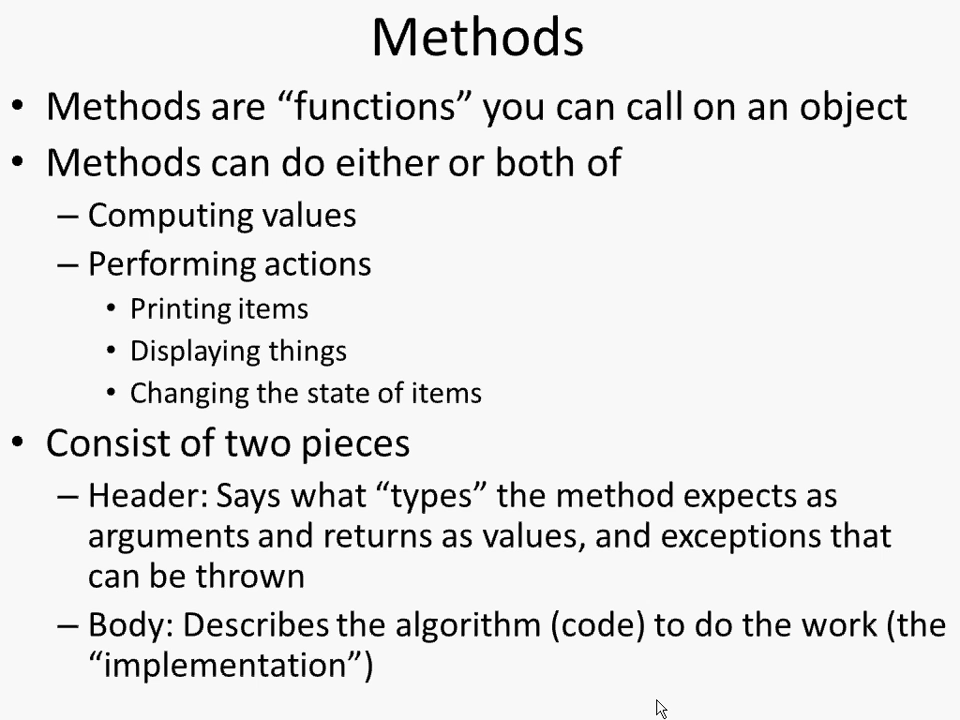 Methods
• Methods are “functions” you can call on an object
• Methods can do either or both of
– Computing values
– Performing actions
• Printing items
• Displaying things
• Changing the state of items
• Consist of two pieces
– Header: Says what “types” the method expects as
arguments and returns as values, and exceptions that
can be thrown
– Body: Describes the algorithm (code) to do the work (the
“implementation”)